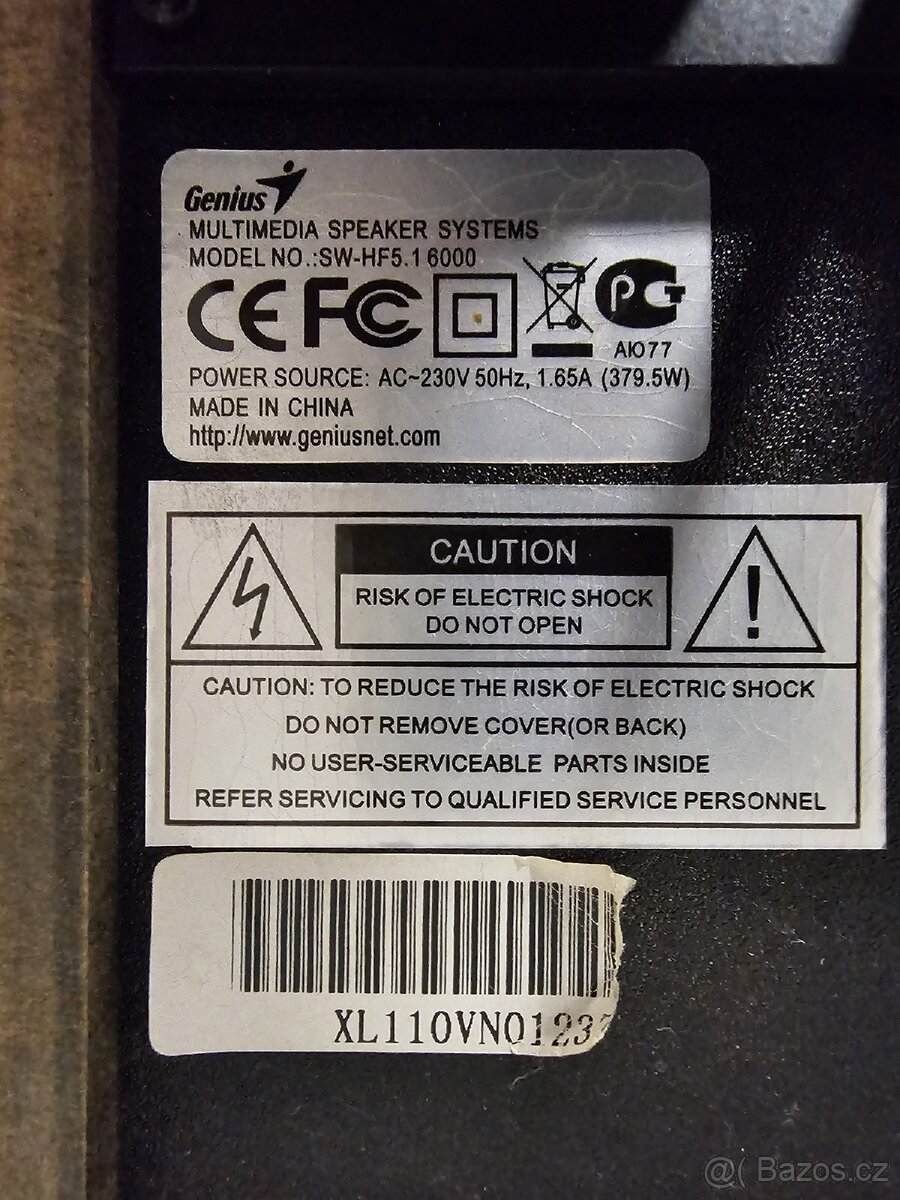 Genius
MULTIMEDIA SPEAKER SYSTEMS
MODEL NO.:SW-HF5.1 6000
CE FC PCT
AЮ77
POWER SOURCE: AC~230V 50Hz, 1.65A (379.5W)
MADE IN CHINA
http://www.geniusnet.com
CAUTION
RISK OF ELECTRIC SHOCK
DO NOT OPEN
CAUTION: TO REDUCE THE RISK OF ELECTRIC SHOCK
DO NOT REMOVE COVER(OR BACK)
NO USER-SERVICEABLE PARTS INSIDE
REFER SERVICING TO QUALIFIED SERVICE PERSONNEL
XL110VN0123
@( Bazos.cz